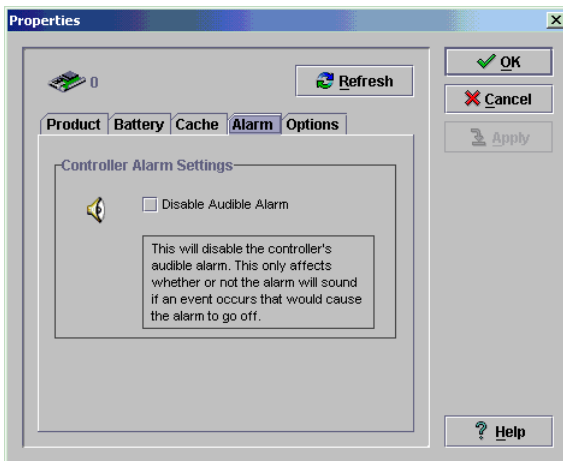 Properties
0
Refresh
OK
Cancel
Apply
Product Battery Cache Alarm Options
Controller Alarm Settings
Disable Audible Alarm
This will disable the controller's
audible alarm. This only affects
whether or not the alarm will sound
if an event occurs that would cause
the alarm to go off.
Help